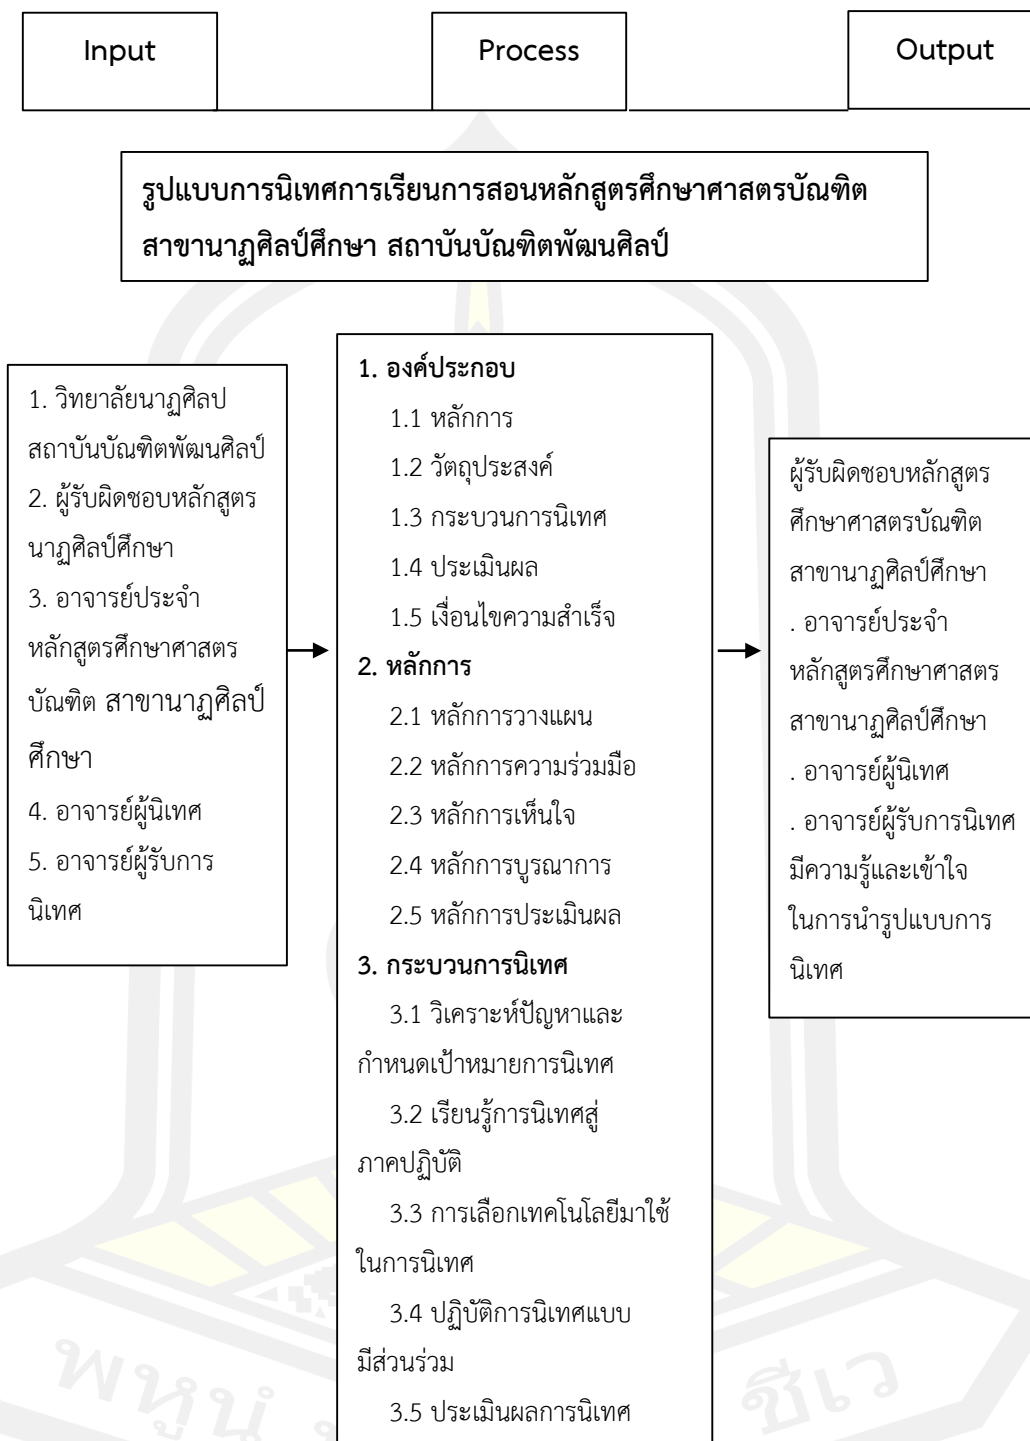 Input
Process
Output
รูปแบบการนิเทศการเรียนการสอนหลักสูตรศึกษาศาสตรบัณฑิต
สาขานาฏศิลป์ศึกษา สถาบันบัณฑิตพัฒนศิลป์
1. วิทยาลัยนาฏศิลป
สถาบันบัณฑิตพัฒนศิลป์
2. ผู้รับผิดชอบหลักสูตร
นาฏศิลป์ศึกษา
3. อาจารย์ประจำ
หลักสูตรศึกษาศาสตร
บัณฑิต สาขานาฏศิลป์
ศึกษา
4. อาจารย์ผู้นิเทศ
5. อาจารย์ผู้รับการ
นิเทศ
1. องค์ประกอบ
1.1 หลักการ
1.2 วัตถุประสงค์
1.3 กระบวนการนิเทศ
1.4 ประเมินผล
1.5 เงื่อนไขความสำเร็จ
2. หลักการ
2.1 หลักการวางแผน
2.2 หลักการความร่วมมือ
2.3 หลักการเห็นใจ
2.4 หลักการบูรณาการ
2.5 หลักการประเมินผล
3. กระบวนการนิเทศ
3.1 วิเคราะห์ปัญหาและ
กำหนดเป้าหมายการนิเทศ
3.2 เรียนรู้การนิเทศสู่
ภาคปฏิบัติ
3.3 การเลือกเทคโนโลยีมาใช้
ในการนิเทศ
3.4 ปฏิบัติการนิเทศแบบ
มีส่วนร่วม
3.5 ประเมินผลการนิเทศ
ผู้รับผิดชอบหลักสูตร
ศึกษาศาสตรบัณฑิต
สาขานาฏศิลป์ศึกษา
. อาจารย์ประจำ
หลักสูตรศึกษาศาสตร
สาขานาฏศิลป์ศึกษา
. อาจารย์ผู้นิเทศ
. อาจารย์ผู้รับการนิเทศ
มีความรู้และเข้าใจ
ในการนำรูปแบบการ
นิเทศ
พหูนํ
ชีเว